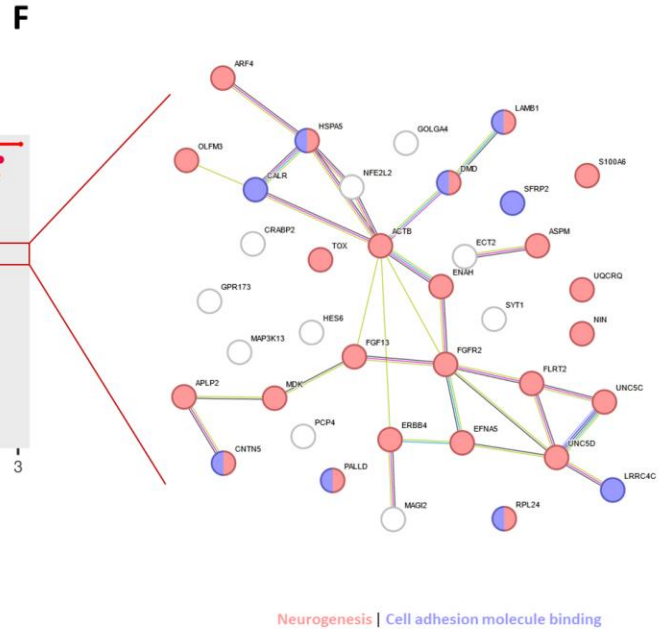 F
ARF4
LAMB1
HSPA5
GOLGA4
OLFM3
S100A6
NFE2L2
DMD
CALR
SFRP2
CRABP2
ACTB
ECT2
ASPM
TOX
ENAH
UQCRQ
GPR173
SYT1
NIN
HES6
MAP3K13
FGF13
FGFR2
FLRT2
APLP2
MDK
UNC5C
PCP4
ERBB4
EFNA5
UNC5D
CNTN5
3
PALLD
LRRC4C
MAGI2
RPL24
Neurogenesis | Cell adhesion molecule binding